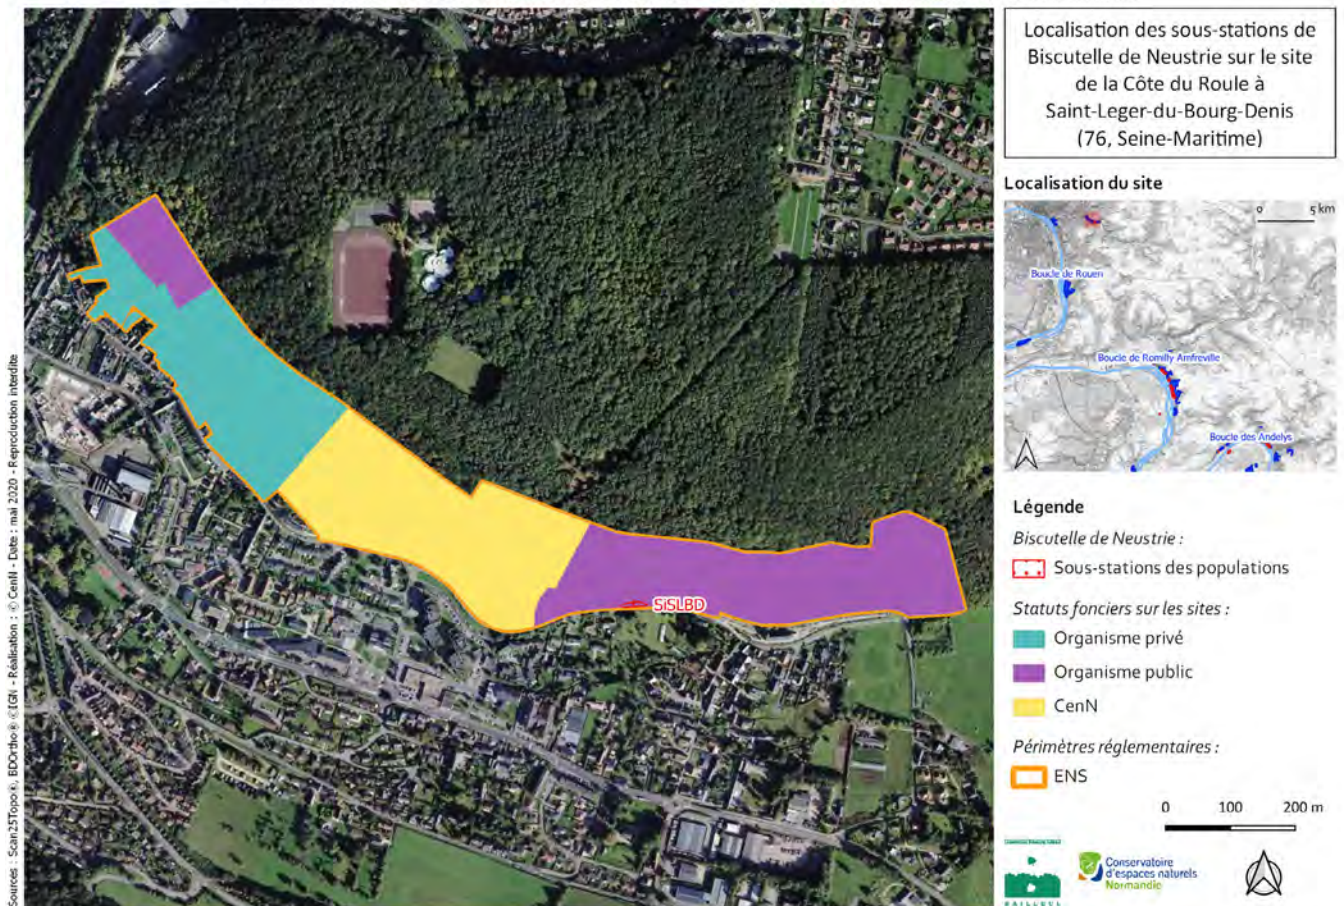 Localisation des sous-stations de
Biscutelle de Neustrie sur le site
de la Côte du Roule à
Saint-Leger-du-Bourg-Denis
(76, Seine-Maritime)
Localisation du site
0 5 km
Boucle de Rouen
Boucle de Romilly Amfreville
Boucle des Andelys
Légende
Biscutelle de Neustrie :
Sous-stations des populations
Statuts fonciers sur les sites :
Organisme privé
Organisme public
CenN
Périmètres réglementaires :
ENS
0 100 200 m
Conservatoire
d'espaces naturels
Normandie
BAILLEUL
SiSLBD
Sources : Scan25Topo®, BDOrtho® ©IGN - Réalisation : © CenN - Date : mai 2020 - Reproduction interdite